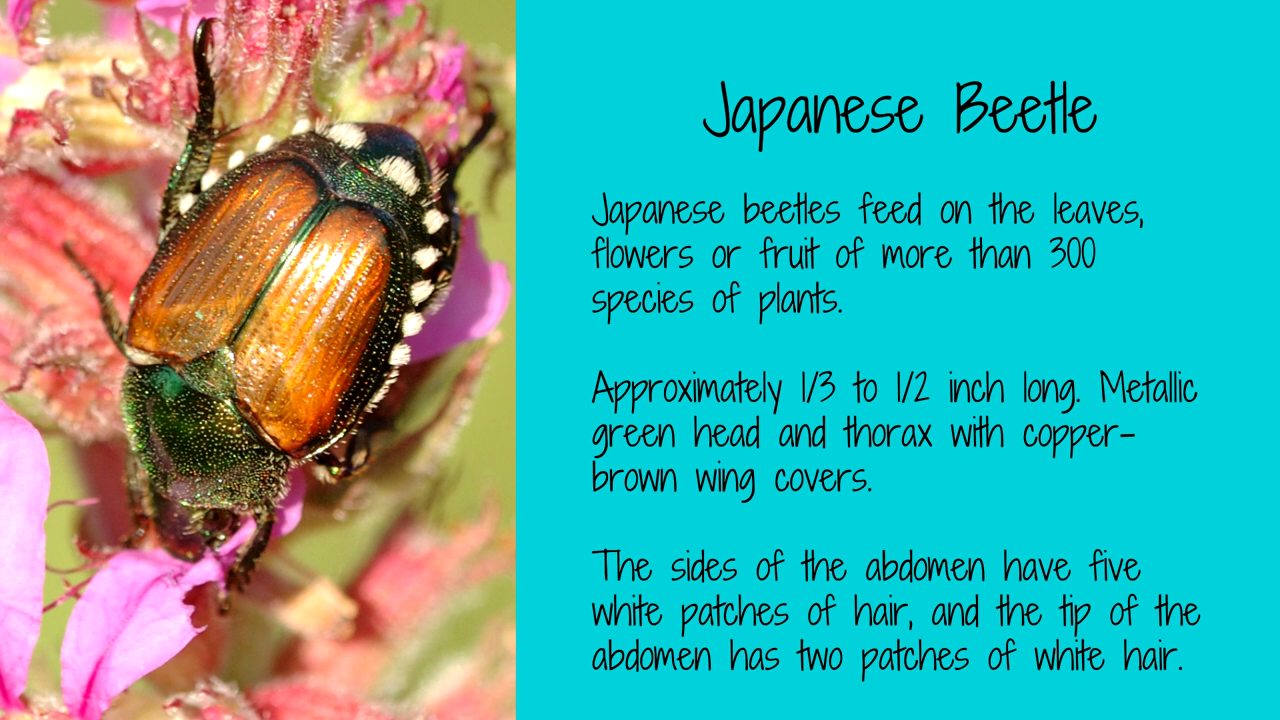 Japanese Beetle
Japanese beetles feed on the leaves,
flowers or fruit of more than 300
species of plants.
Approximately 1/3 to 1/2 inch long. Metallic
green head and thorax with copper-
brown wing covers.
The sides of the abdomen have five
white patches of hair, and the tip of the
abdomen has two patches of white hair.